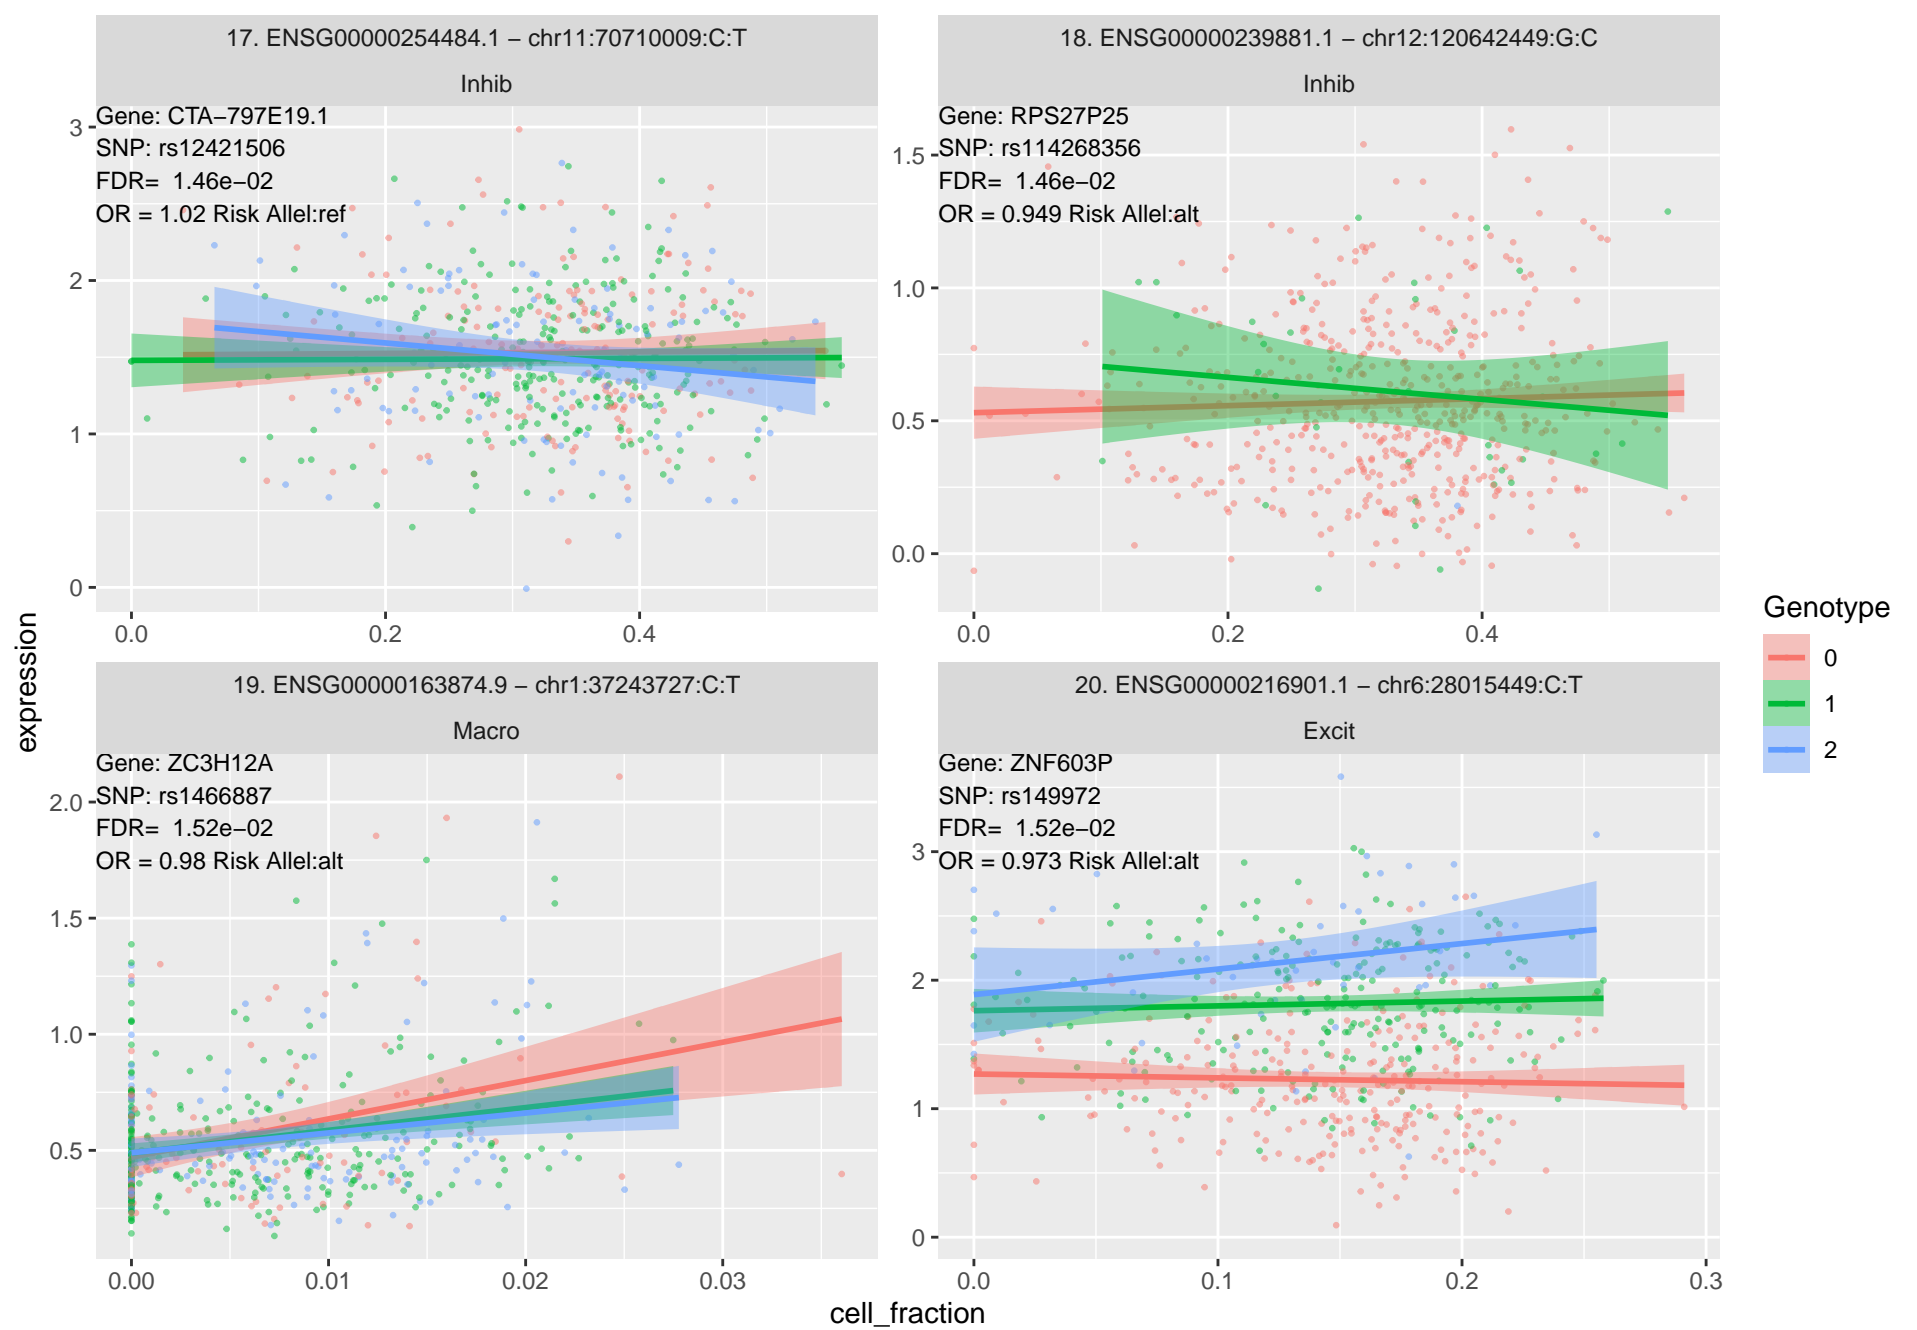 17. ENSG00000254484.1 − chr11:70710009:C:T
Inhib
Gene: CTA−797E19.1
SNP: rs12421506
FDR= 1.46e−02
OR = 1.02 Risk Allel:ref
3
2
1
0
0.0 0.2 0.4
18. ENSG00000239881.1 − chr12:120642449:G:C
Inhib
Gene: RPS27P25
SNP: rs114268356
FDR= 1.46e−02
OR = 0.949 Risk Allel:alt
1.5
1.0
0.5
0.0
0.0 0.2 0.4
19. ENSG00000163874.9 − chr1:37243727:C:T
Macro
Gene: ZC3H12A
SNP: rs1466887
FDR= 1.52e−02
OR = 0.98 Risk Allel:alt
2.0
1.5
1.0
0.5
0.00 0.01 0.02 0.03
20. ENSG00000216901.1 − chr6:28015449:C:T
Excit
Gene: ZNF603P
SNP: rs149972
FDR= 1.52e−02
OR = 0.973 Risk Allel:alt
3
2
1
0
0.0 0.1 0.2 0.3
expression
cell_fraction
Genotype
0
1
2